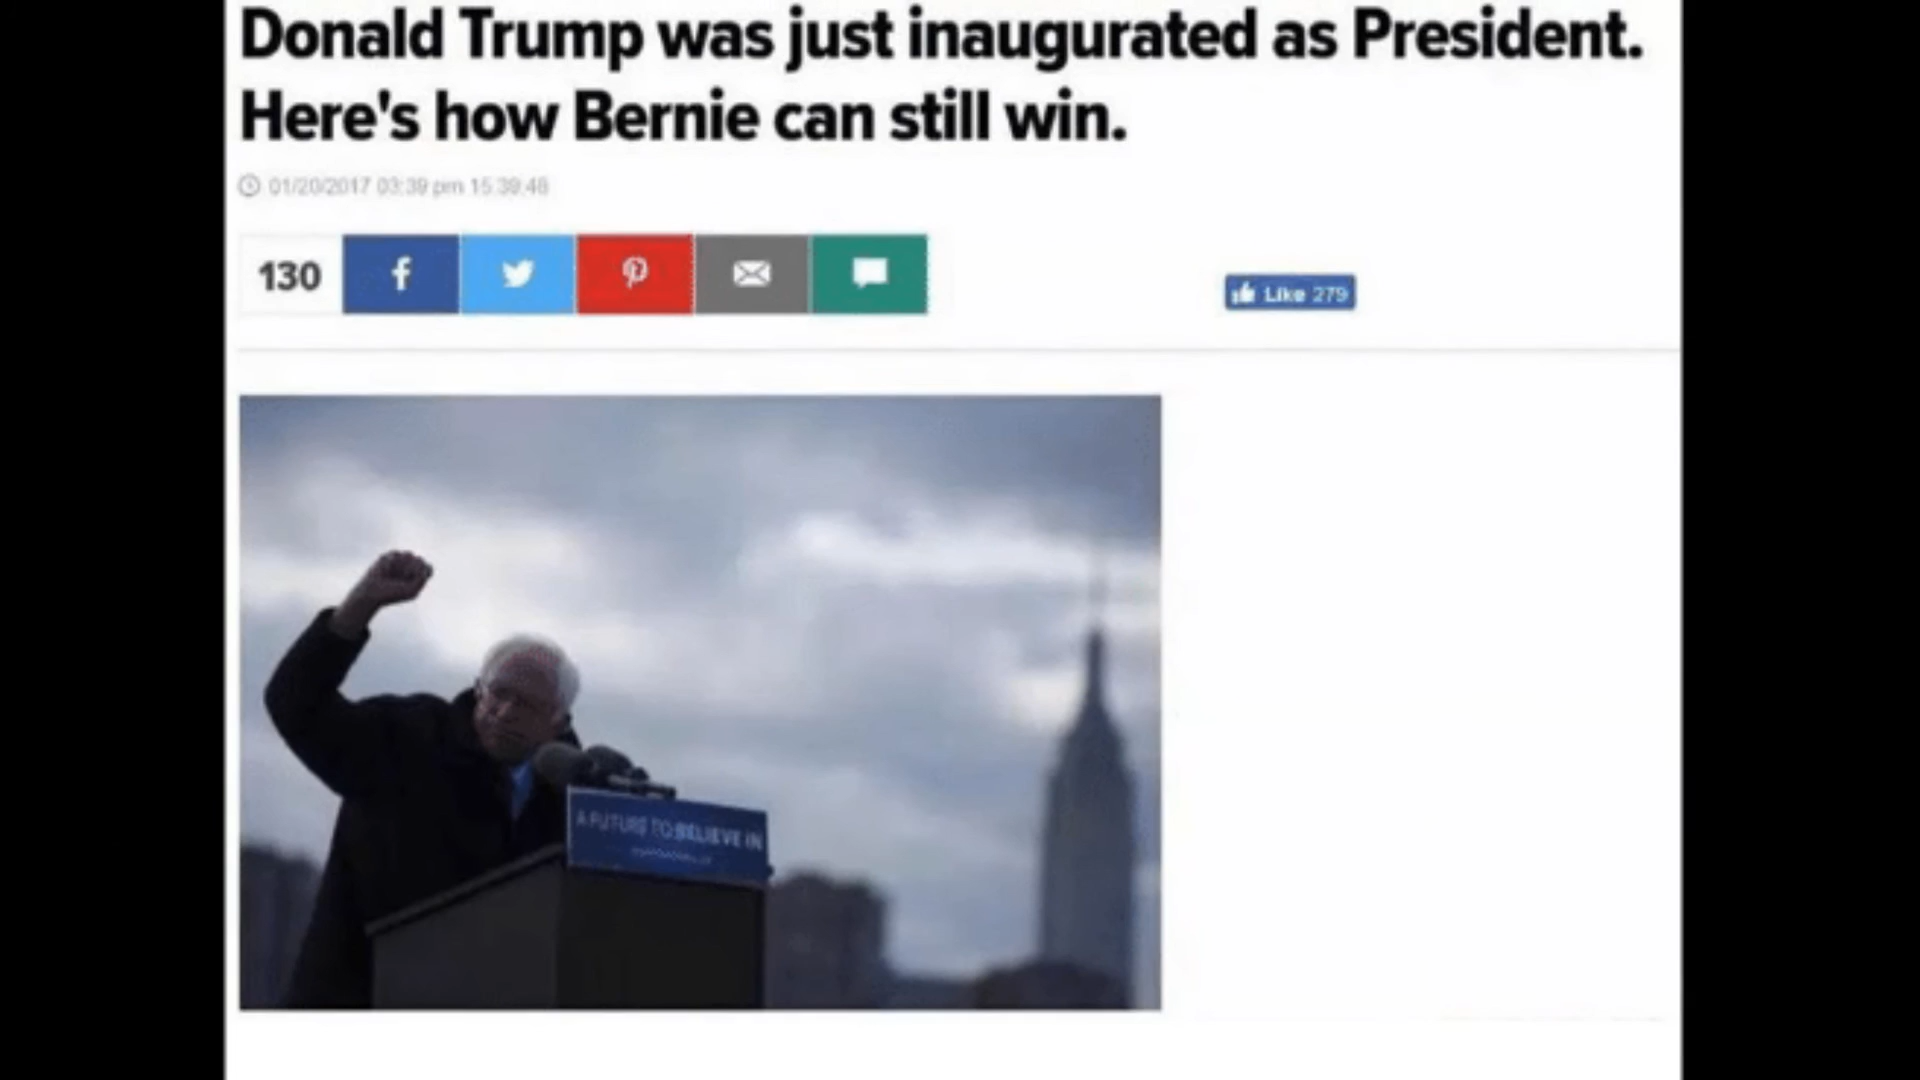 Donald Trump was just inaugurated as President.
Here's how Bernie can still win.
01/20/2017 03:39 pm 15:39:48
130
Like 279
A FUTURE TO BELIEVE IN